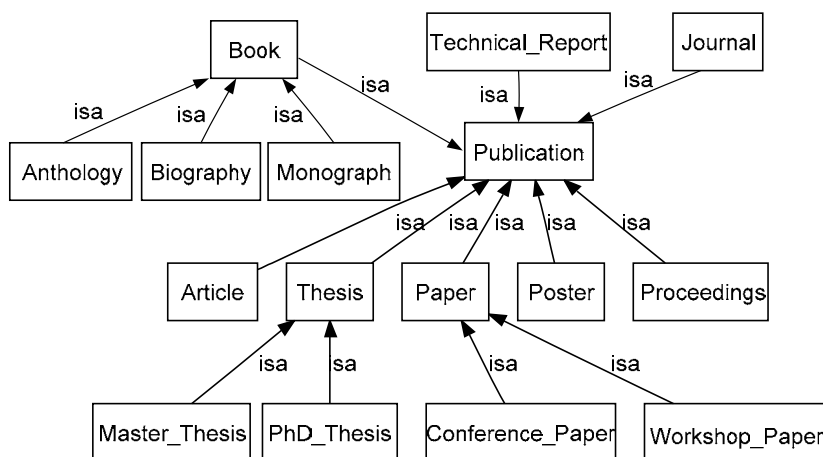 Book
Technical_Report
Journal
isa
isa
isa
isa
isa
isa
Anthology
Biography
Monograph
Publication
isa
isa
isa
isa
isa
Article
Thesis
Paper
Poster
Proceedings
isa
isa
isa
isa
Master_Thesis
PhD_Thesis
Conference_Paper
Workshop_Paper